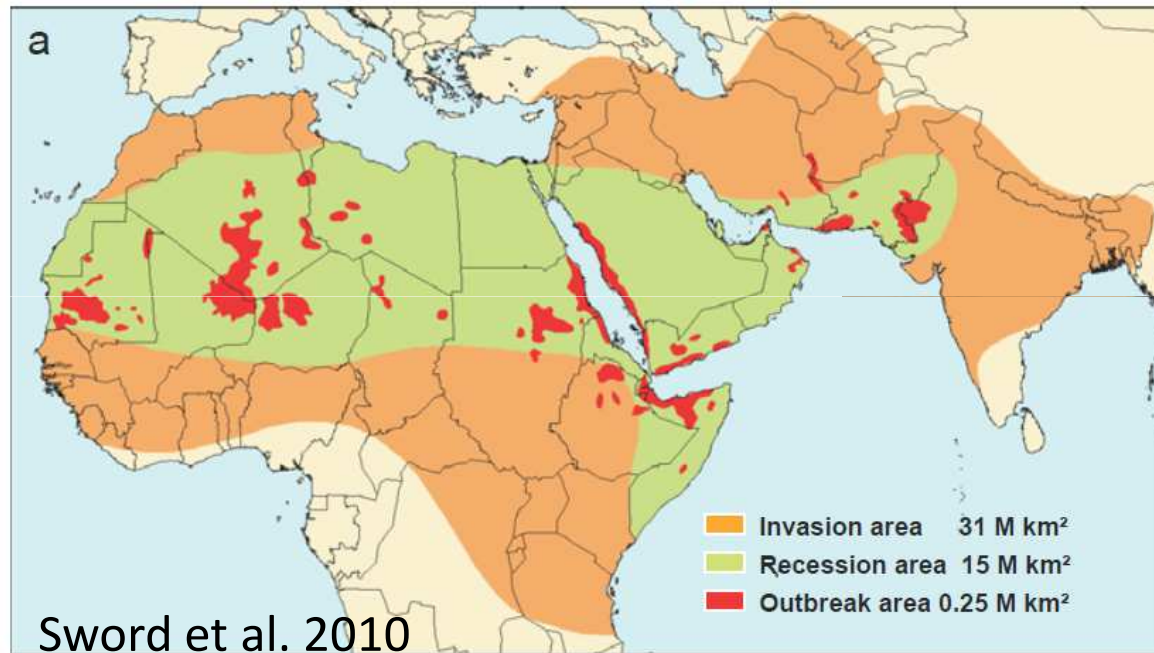 a
Invasion area 31 M km²
Recession area 15 M km²
Outbreak area 0.25 M km²
Sword et al. 2010